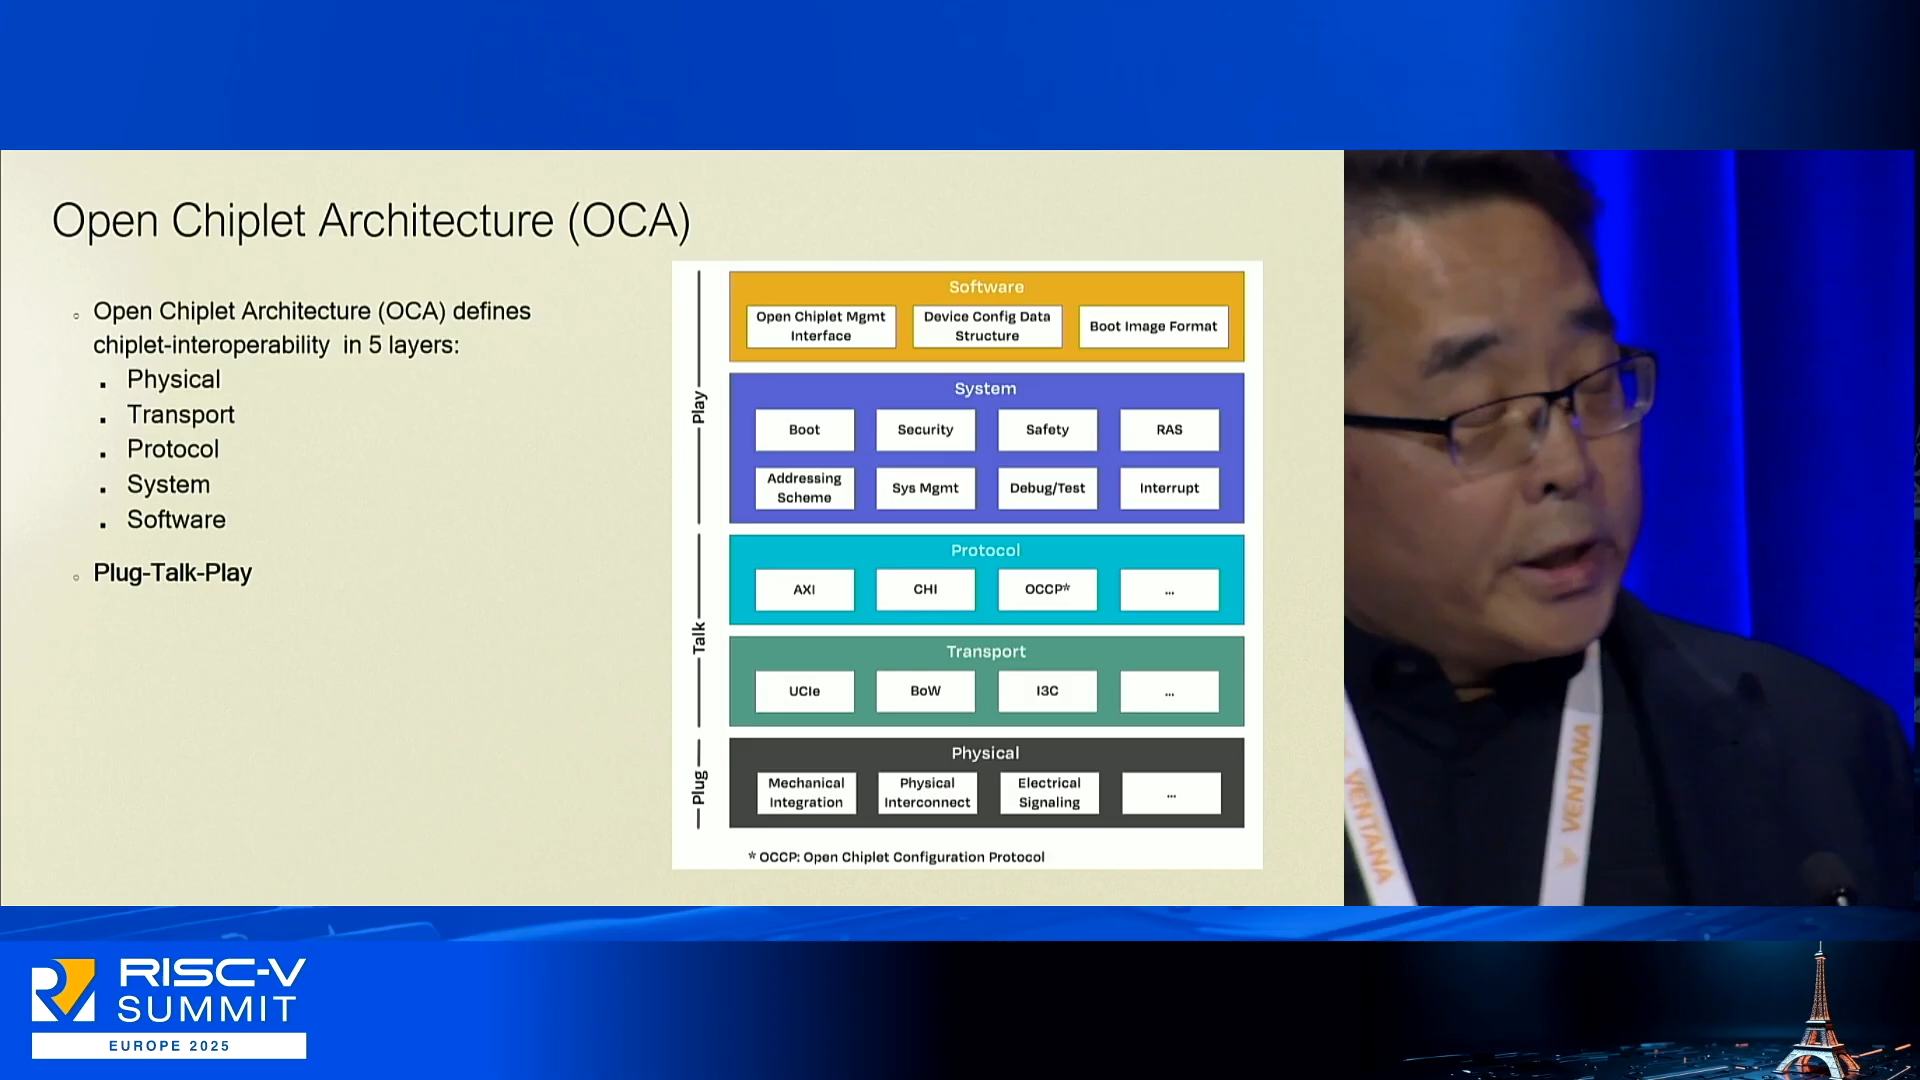 Open Chiplet Architecture (OCA)
Open Chiplet Architecture (OCA) defines
chiplet-interoperability in 5 layers:
Physical
Transport
Protocol
System
Software
Plug-Talk-Play
Play
Software
Open Chiplet Mgmt
Interface
Device Config Data
Structure
Boot Image Format
System
Boot
Security
Safety
RAS
Addressing
Scheme
Sys Mgmt
Debug/Test
Interrupt
Talk
Protocol
AXI
CHI
OCCP*
...
Transport
UCIe
BoW
I3C
...
Plug
Physical
Mechanical
Integration
Physical
Interconnect
Electrical
Signaling
...
* OCCP: Open Chiplet Configuration Protocol
VENTANA
VENTANA
RISC-V
SUMMIT
EUROPE 2025